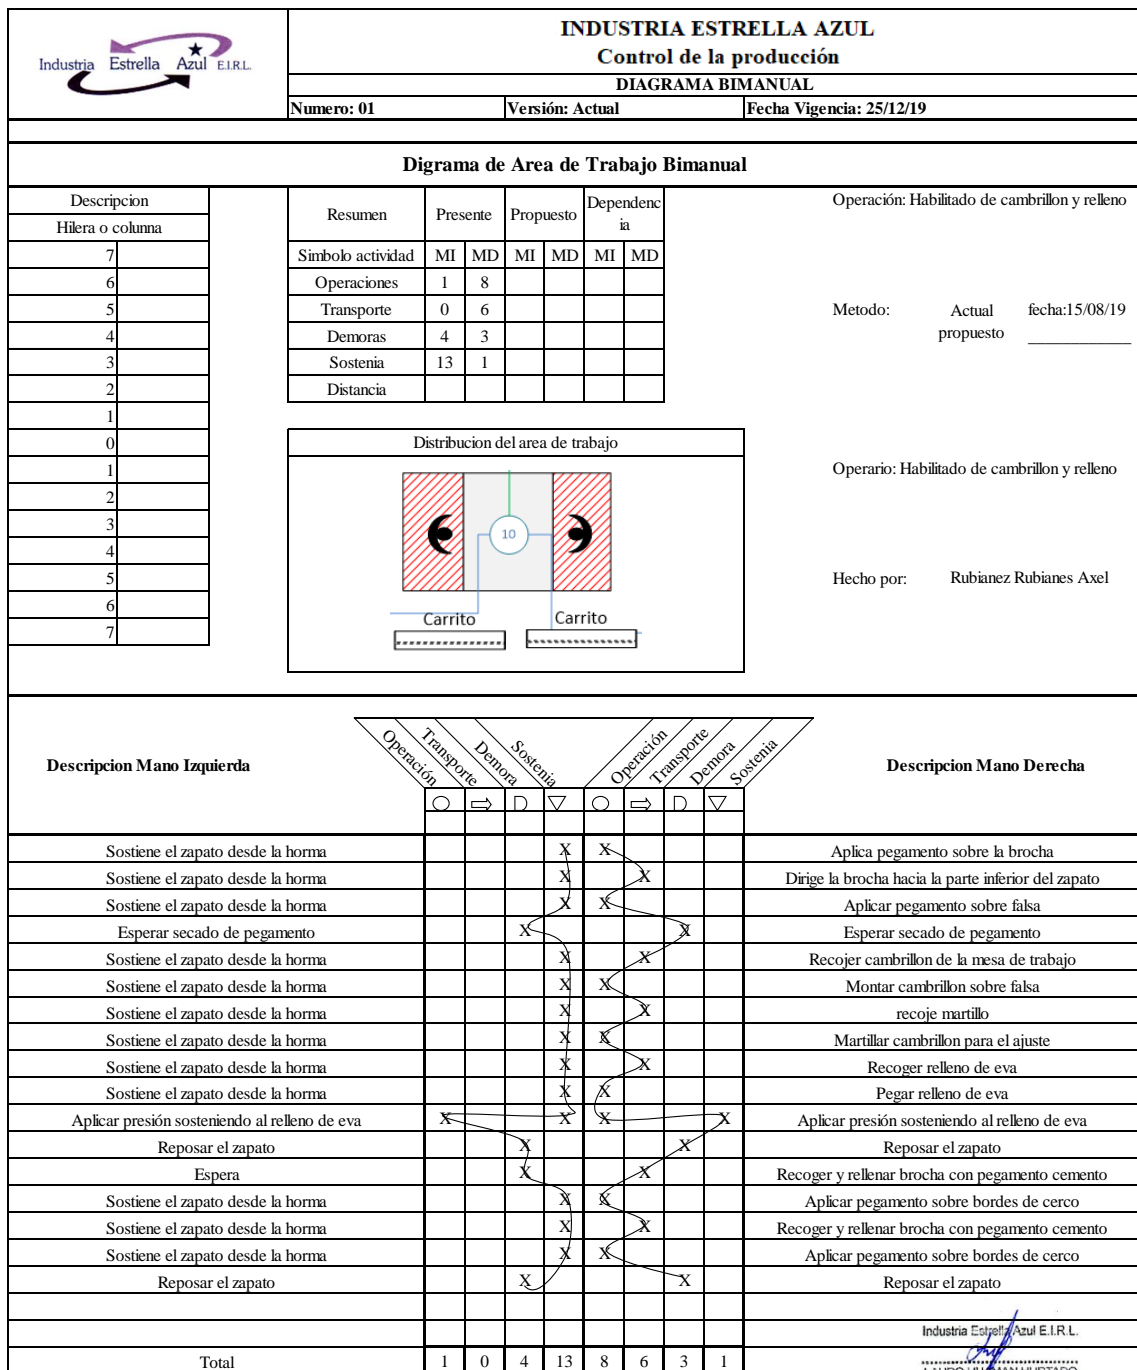 Industria Estrella Azul E.I.R.L.
INDUSTRIA ESTRELLA AZUL
Control de la producción
DIAGRAMA BIMANUAL
Numero: 01 Versión: Actual Fecha Vigencia: 25/12/19
Digrama de Area de Trabajo Bimanual
Descripcion
Hilera o colunna
7
6
5
4
3
2
1
0
1
2
3
4
5
6
7
Resumen Presente Propuesto Dependencia
Simbolo actividad MI MD MI MD MI MD
Operaciones 1 8
Transporte 0 6
Demoras 4 3
Sostenia 13 1
Distancia
Distribucion del area de trabajo
10
Carrito Carrito
Operación: Habilitado de cambrillon y relleno
Metodo: Actual fecha:15/08/19
propuesto ____________
Operario: Habilitado de cambrillon y relleno
Hecho por: Rubianez Rubianes Axel
Descripcion Mano Izquierda Operación Transporte Demora Sostenia Operación Transporte Demora Sostenia Descripcion Mano Derecha
Sostiene el zapato desde la horma X X Aplica pegamento sobre la brocha
Sostiene el zapato desde la horma X X Dirige la brocha hacia la parte inferior del zapato
Sostiene el zapato desde la horma X X Aplicar pegamento sobre falsa
Esperar secado de pegamento X X Esperar secado de pegamento
Sostiene el zapato desde la horma X X Recojer cambrillon de la mesa de trabajo
Sostiene el zapato desde la horma X X Montar cambrillon sobre falsa
Sostiene el zapato desde la horma X X recoje martillo
Sostiene el zapato desde la horma X X Martillar cambrillon para el ajuste
Sostiene el zapato desde la horma X X Recoger relleno de eva
Sostiene el zapato desde la horma X X Pegar relleno de eva
Aplicar presión sosteniendo al relleno de eva X X X X Aplicar presión sosteniendo al relleno de eva
Reposar el zapato X X Reposar el zapato
Espera X X Recoger y rellenar brocha con pegamento cemento
Sostiene el zapato desde la horma X X Aplicar pegamento sobre bordes de cerco
Sostiene el zapato desde la horma X X Recoger y rellenar brocha con pegamento cemento
Sostiene el zapato desde la horma X X Aplicar pegamento sobre bordes de cerco
Reposar el zapato X X Reposar el zapato
Industria Estrella Azul E.I.R.L.
Total 1 0 4 13 8 6 3 1